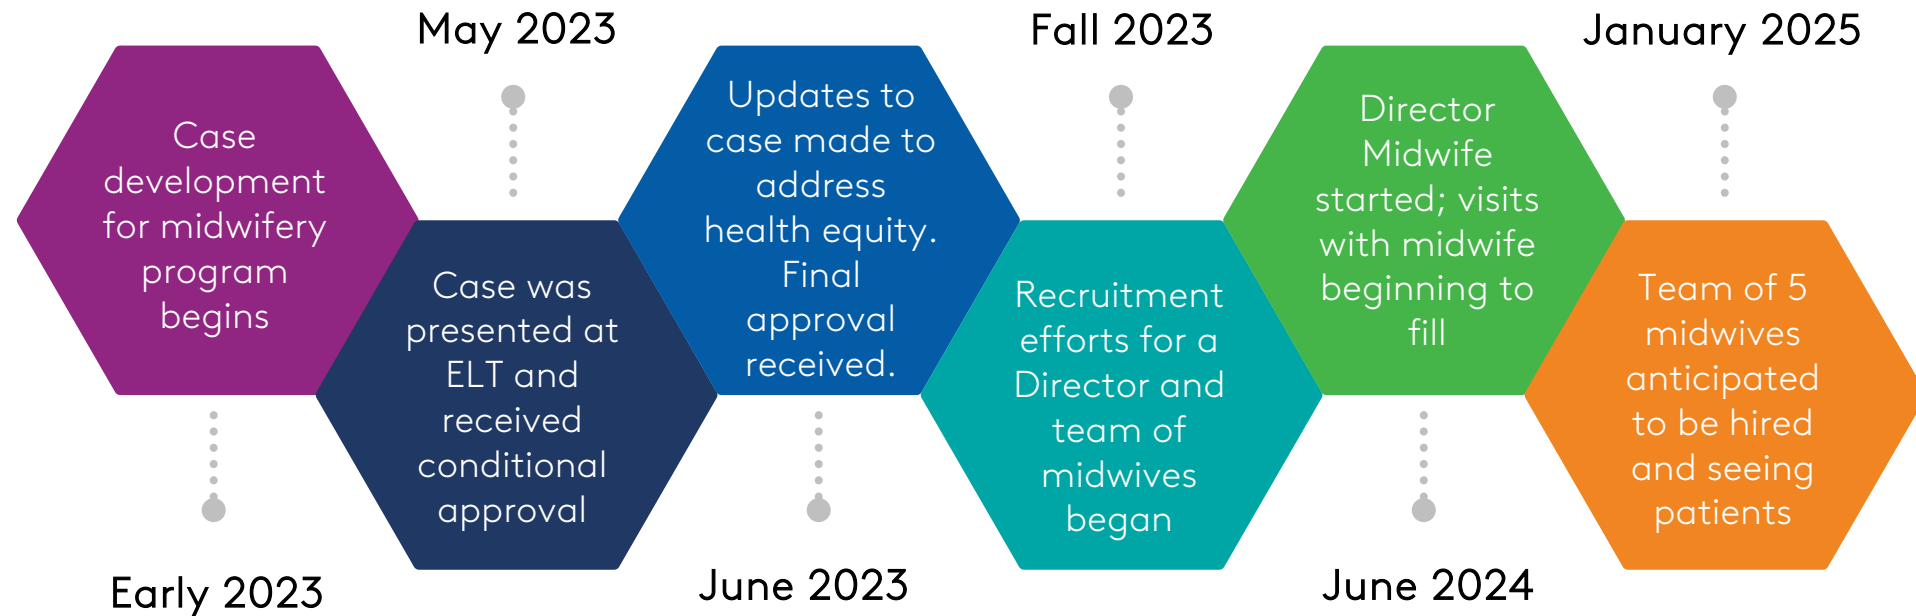 Early 2023
Case
development
for midwifery
program
begins
May 2023
Case was
presented at
ELT and
received
conditional
approval
June 2023
Updates to
case made to
address
health equity.
Final
approval
received.
Fall 2023
Recruitment
efforts for a
Director and
team of
midwives
began
June 2024
Director
Midwife
started; visits
with midwife
beginning to
fill
January 2025
Team of 5
midwives
anticipated
to be hired
and seeing
patients